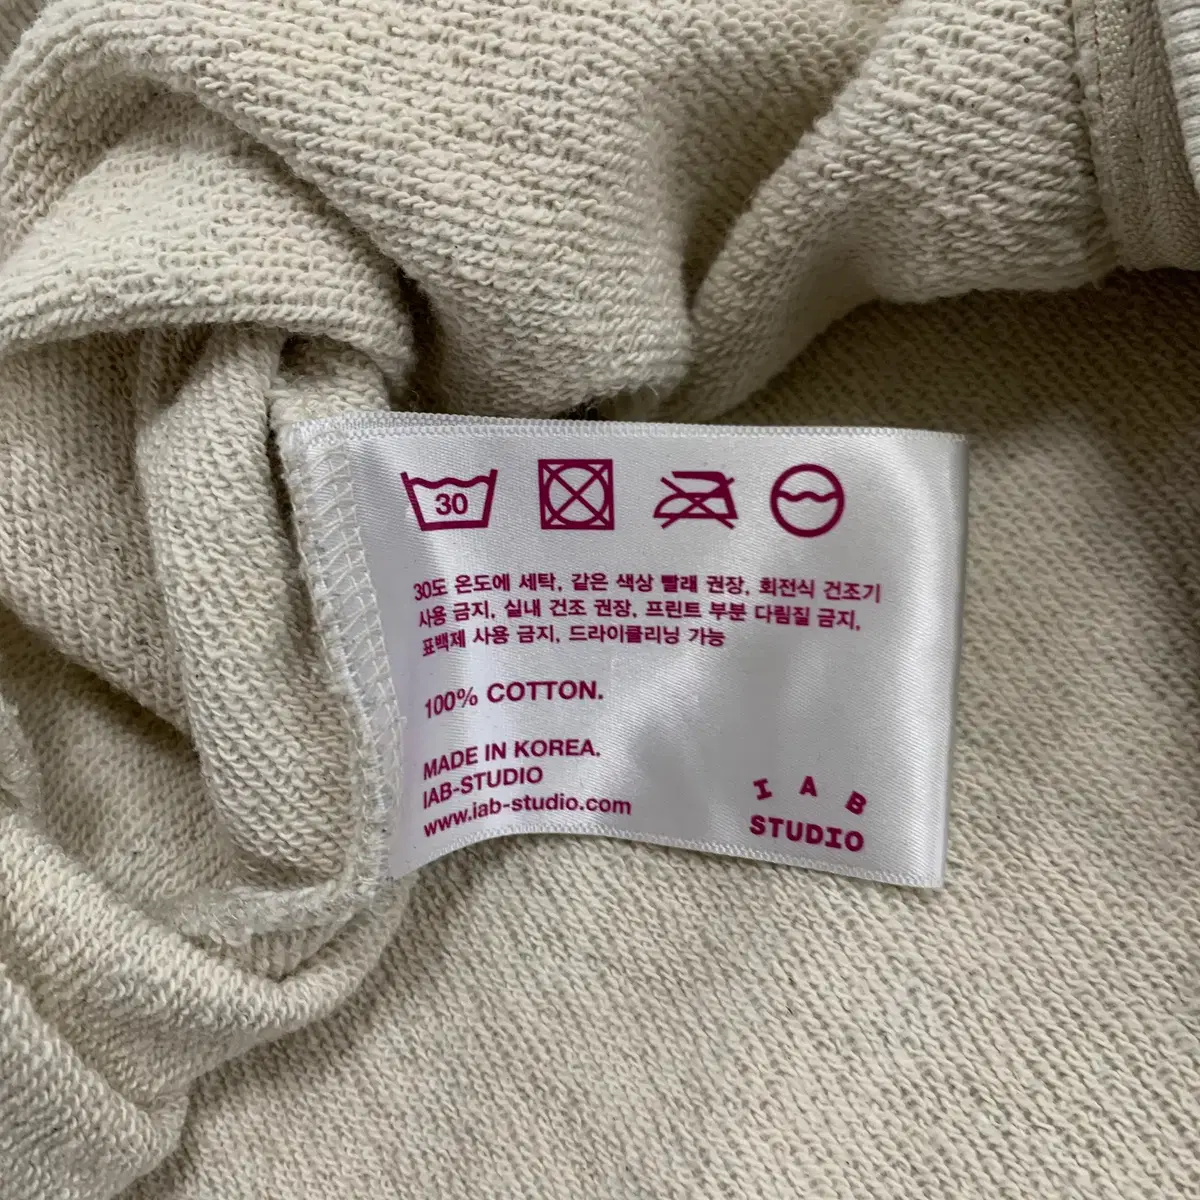 30
30도 온도에 세탁, 같은 색상 빨래 권장, 회전식 건조기
사용 금지, 실내 건조 권장, 프린트 부분 다림질 금지,
표백제 사용 금지, 드라이클리닝 가능
100% COTTON.
MADE IN KOREA.
IAB-STUDIO
www.iab-studio.com
I A B
STUDIO